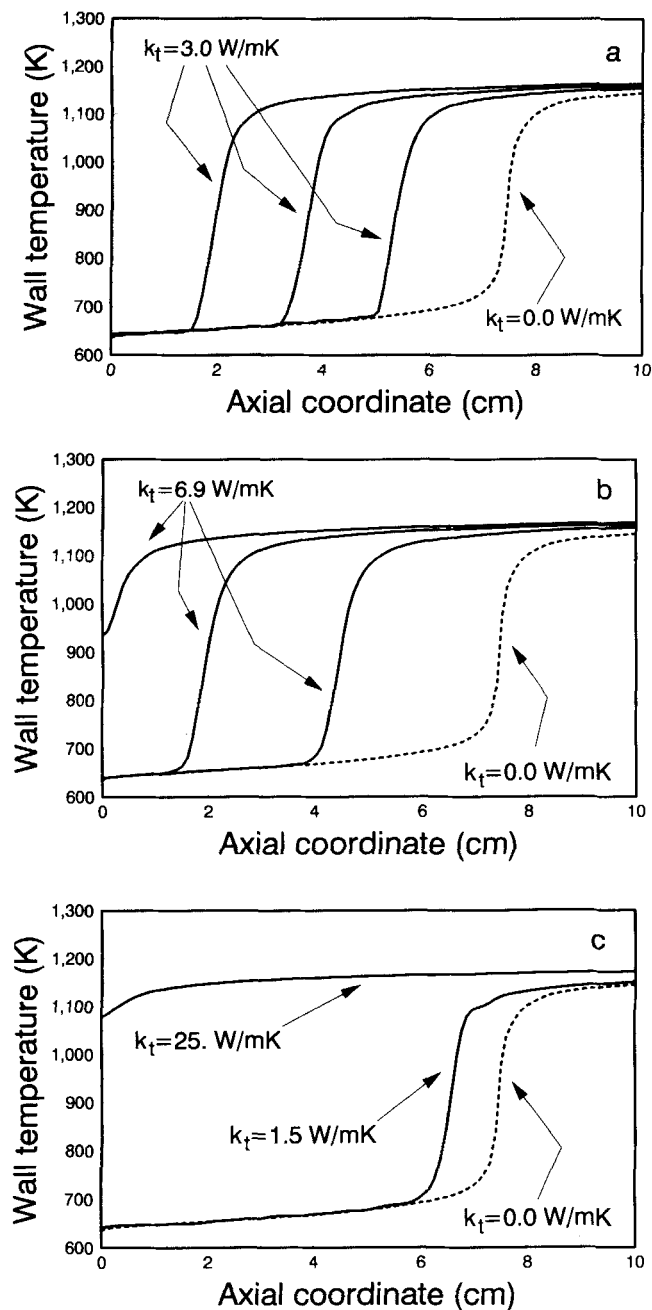 1,300
1,200
1,100
1,000
900
800
700
600
Wall temperature (K)
kt=3.0 W/mK
a
kt=0.0 W/mK
0 2 4 6 8 10
Axial coordinate (cm)
1,300
1,200
1,100
1,000
900
800
700
600
Wall temperature (K)
kt=6.9 W/mK
b
kt=0.0 W/mK
0 2 4 6 8 10
Axial coordinate (cm)
1,300
1,200
1,100
1,000
900
800
700
600
Wall temperature (K)
c
kt=25. W/mK
kt=1.5 W/mK
kt=0.0 W/mK
0 2 4 6 8 10
Axial coordinate (cm)